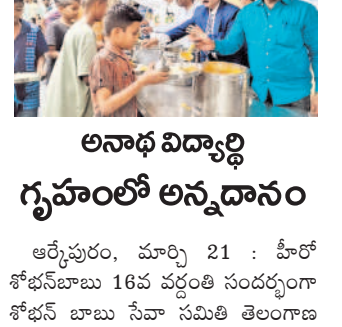 అనాథ విద్యార్థి
గృహంలో అన్నదానం
ఆర్కేపురం, మార్చి 21 : హీరో
శోభన్‌బాబు 16వ వర్దంతి సందర్భంగా
శోభన్ బాబు సేవా సమితి తెలంగాణ